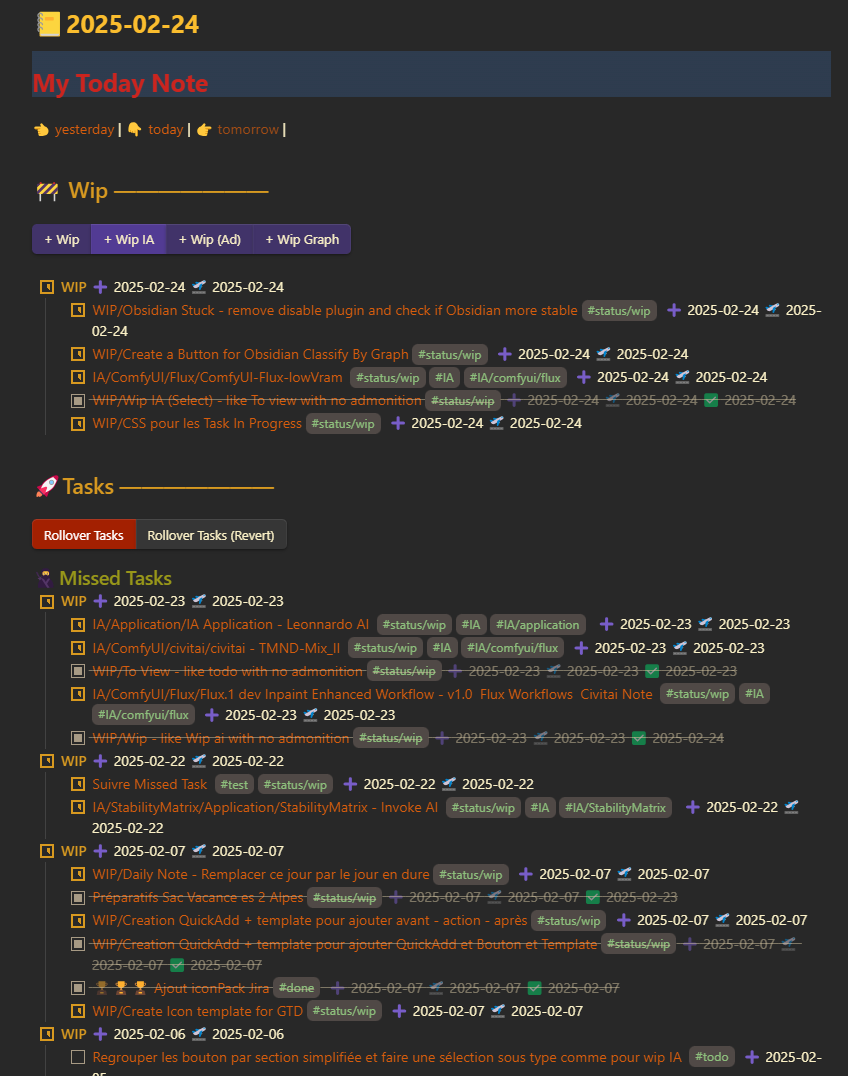 📒 2025-02-24
My Today Note
👈 yesterday | 👇 today | 👉 tomorrow |
🚧 Wip ———————
+ Wip + Wip IA + Wip (Ad) + Wip Graph
WIP ➕ 2025-02-24 🛫 2025-02-24
WIP/Obsidian Stuck - remove disable plugin and check if Obsidian more stable #status/wip ➕ 2025-02-24 🛫 2025-
02-24
WIP/Create a Button for Obsidian Classify By Graph #status/wip ➕ 2025-02-24 🛫 2025-02-24
IA/ComfyUI/Flux/ComfyUI-Flux-lowVram #status/wip #IA #IA/comfyui/flux ➕ 2025-02-24 🛫 2025-02-24
WIP/Wip IA (Select) - like To view with no admonition #status/wip ➕ 2025-02-24 🛫 2025-02-24 ✅ 2025-02-24
WIP/CSS pour les Task In Progress #status/wip ➕ 2025-02-24 🛫 2025-02-24
🚀 Tasks ———————
Rollover Tasks Rollover Tasks (Revert)
Missed Tasks
WIP ➕ 2025-02-23 🛫 2025-02-23
IA/Application/IA Application - Leonnardo AI #status/wip #IA #IA/application ➕ 2025-02-23 🛫 2025-02-23
IA/ComfyUI/civitai/civitai - TMND-Mix_II #status/wip #IA #IA/comfyui/flux ➕ 2025-02-23 🛫 2025-02-23
WIP/To View - like todo with no admonition #status/wip ➕ 2025-02-23 🛫 2025-02-23 ✅ 2025-02-23
IA/ComfyUI/Flux/Flux.1 dev Inpaint Enhanced Workflow - v1.0 Flux Workflows Civitai Note #status/wip #IA
#IA/comfyui/flux ➕ 2025-02-23 🛫 2025-02-23
WIP/Wip - like Wip ai with no admonition #status/wip ➕ 2025-02-23 🛫 2025-02-23 ✅ 2025-02-24
WIP ➕ 2025-02-22 🛫 2025-02-22
Suivre Missed Task #test #status/wip ➕ 2025-02-22 🛫 2025-02-22
IA/StabilityMatrix/Application/StabilityMatrix - Invoke AI #status/wip #IA #IA/StabilityMatrix ➕ 2025-02-22 🛫
2025-02-22
WIP ➕ 2025-02-07 🛫 2025-02-07
WIP/Daily Note - Remplacer ce jour par le jour en dure #status/wip ➕ 2025-02-07 🛫 2025-02-07
Préparatifs Sac Vacance es 2 Alpes #status/wip ➕ 2025-02-07 🛫 2025-02-07 ✅ 2025-02-23
WIP/Creation QuickAdd + template pour ajouter avant - action - après #status/wip ➕ 2025-02-07 🛫 2025-02-07
WIP/Creation QuickAdd + template pour ajouter QuickAdd et Bouton et Template #status/wip ➕ 2025-02-07 🛫
2025-02-07 ✅ 2025-02-07
🏆 🏆 🏆 Ajout iconPack Jira #done ➕ 2025-02-07 🛫 2025-02-07 ✅ 2025-02-07
WIP/Create Icon template for GTD #status/wip ➕ 2025-02-07 🛫 2025-02-07
WIP ➕ 2025-02-06 🛫 2025-02-06
Regrouper les bouton par section simplifiée et faire une sélection sous type comme pour wip IA #todo ➕ 2025-02-